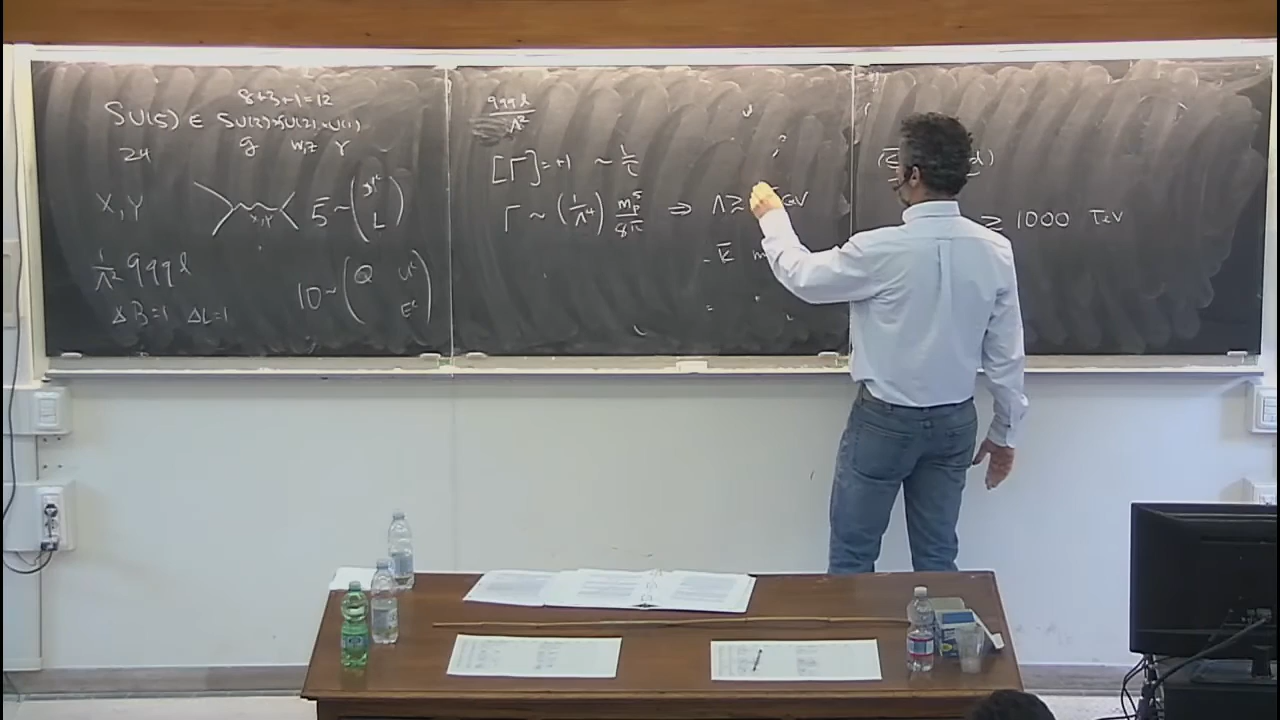 8+3+1=12
SU(5) ∈ SU(3)×SU(2)×U(1)
24 g W,Z γ
X,Y
X,Y
5̄ ~ ( L )
1/Λ² qqql
ΔB=1 ΔL=1
10 ~ ( Q U^c E^c )
qqql/Λ²
[Γ]=+1 ~ 1/τ
Γ ~ (1/Λ⁴) m_p⁵/8π ⇒ Λ ≳ GeV
- K̄
≥ 1000 TeV